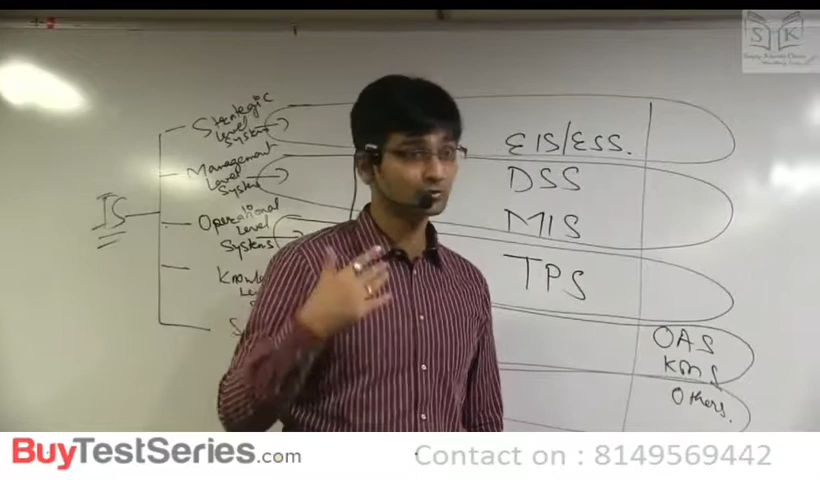 S K
Strategic
Level
System
EIS/ESS.
Management
Level
System
DSS
IS
Operational
Level
Systems
MIS
TPS
OAS
KMS
Others.
BuyTestSeries.com
Contact on : 8149569442